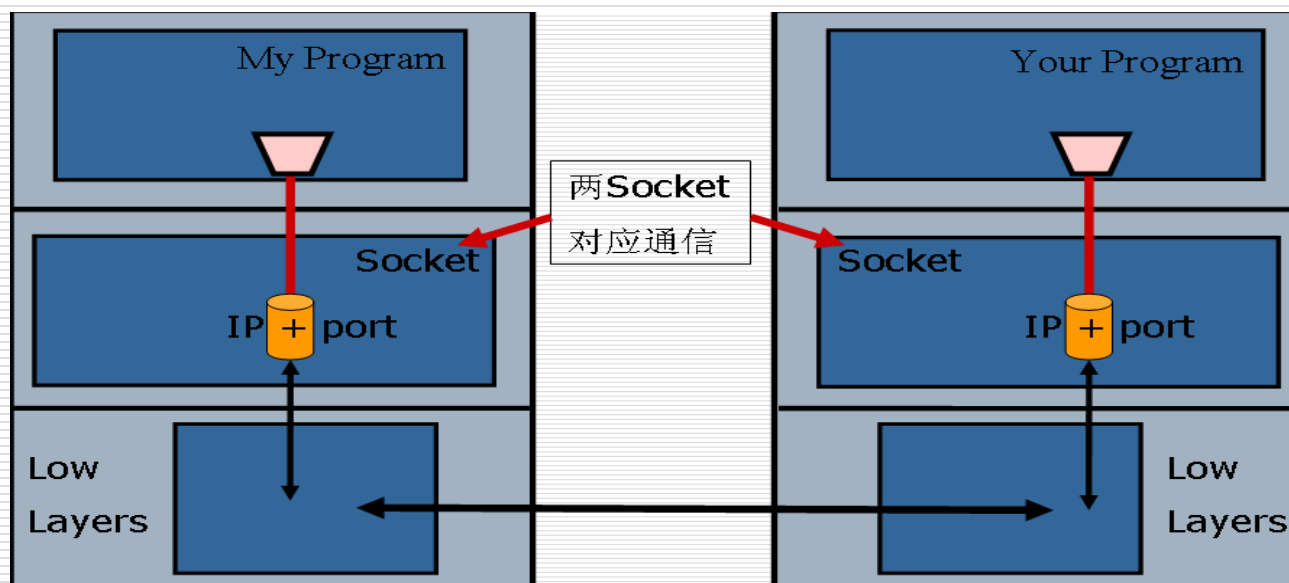 My Program
Your Program
两Socket
对应通信
Socket
Socket
IP + port
IP + port
Low
Layers
Low
Layers